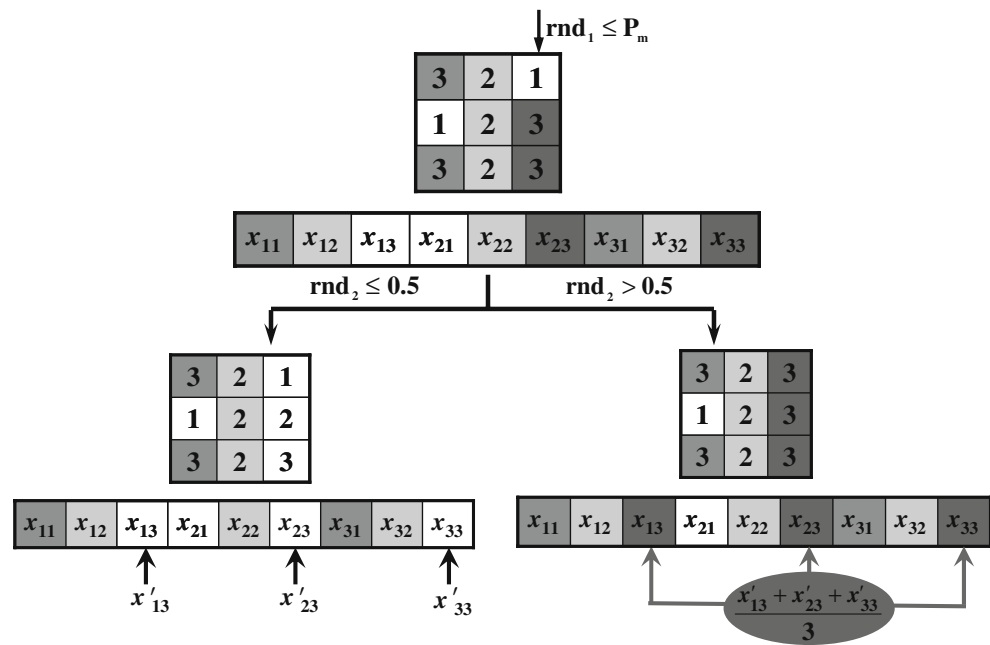 rnd₁ ≤ Pₘ
3 2 1
1 2 3
3 2 3
x₁₁ x₁₂ x₁₃ x₂₁ x₂₂ x₂₃ x₃₁ x₃₂ x₃₃
rnd₂ ≤ 0.5
rnd₂ > 0.5
3 2 1
1 2 2
3 2 3
3 2 3
1 2 3
3 2 3
x₁₁ x₁₂ x₁₃ x₂₁ x₂₂ x₂₃ x₃₁ x₃₂ x₃₃
x₁₁ x₁₂ x₁₃ x₂₁ x₂₂ x₂₃ x₃₁ x₃₂ x₃₃
x′₁₃ x′₂₃ x′₃₃
x′₁₃ + x′₂₃ + x′₃₃
3